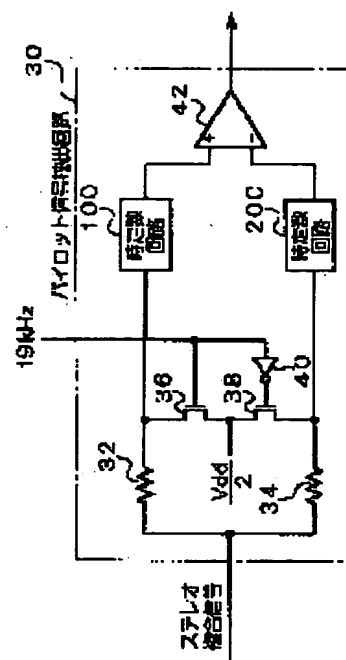 パイロット信号抽出回路
30
19kHz
32
36
38
40
34
Vdd
2
100
時定数
回路
200
時定数
回路
42
+
-
ステレオ
複合信号